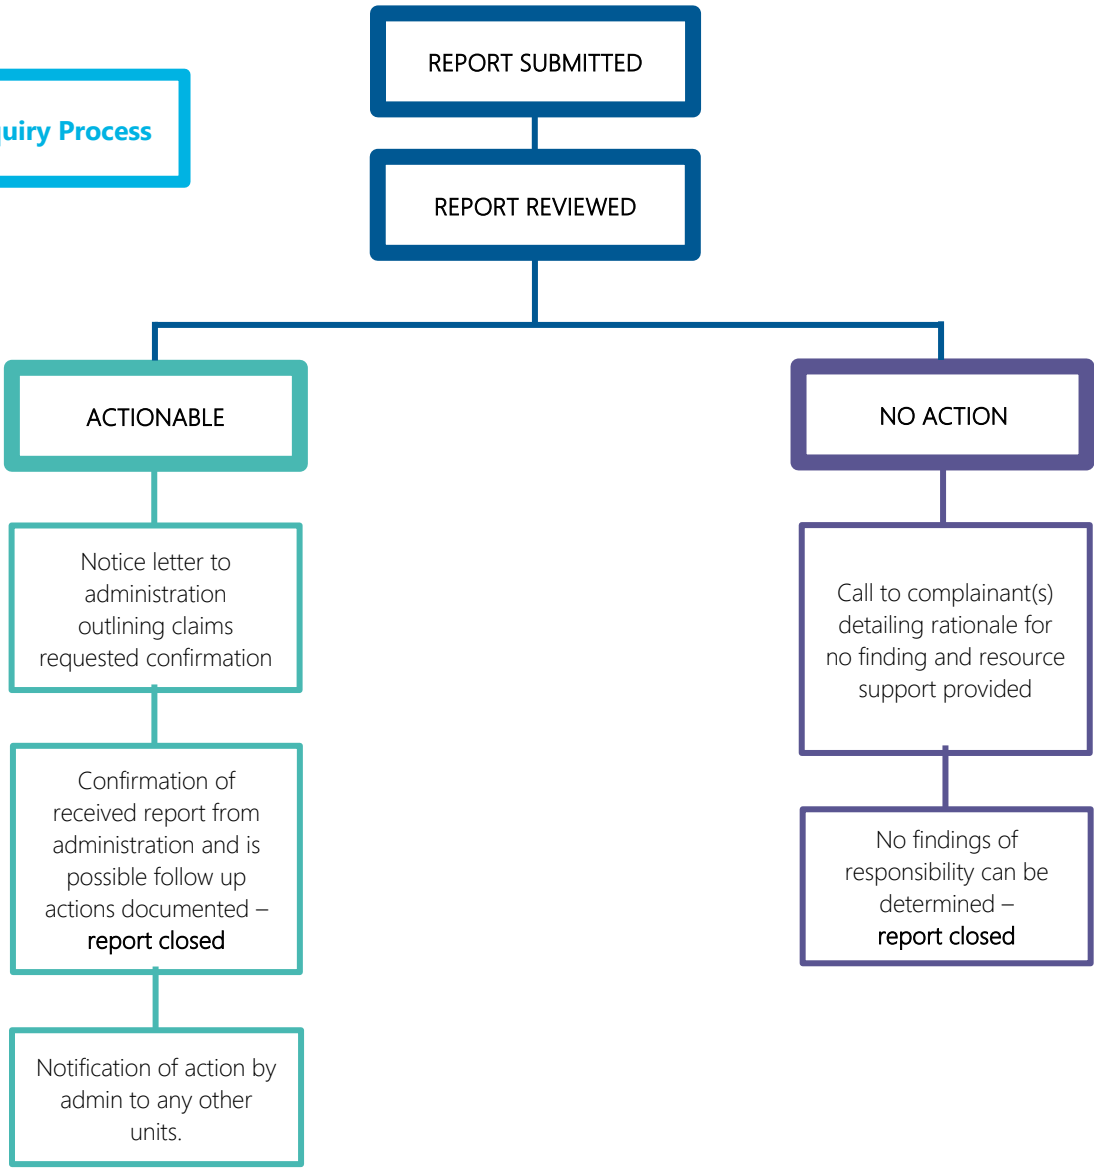 REPORT SUBMITTED
Process
REPORT REVIEWED
ACTIONABLE
NO ACTION
Notice letter to
administration
outlining claims
requested confirmation
Confirmation of
received report from
administration and is
possible follow up
actions documented –
report closed
Notification of action by
admin to any other
units.
Call to complainant(s)
detailing rationale for
no finding and resource
support provided
No findings of
responsibility can be
determined –
report closed